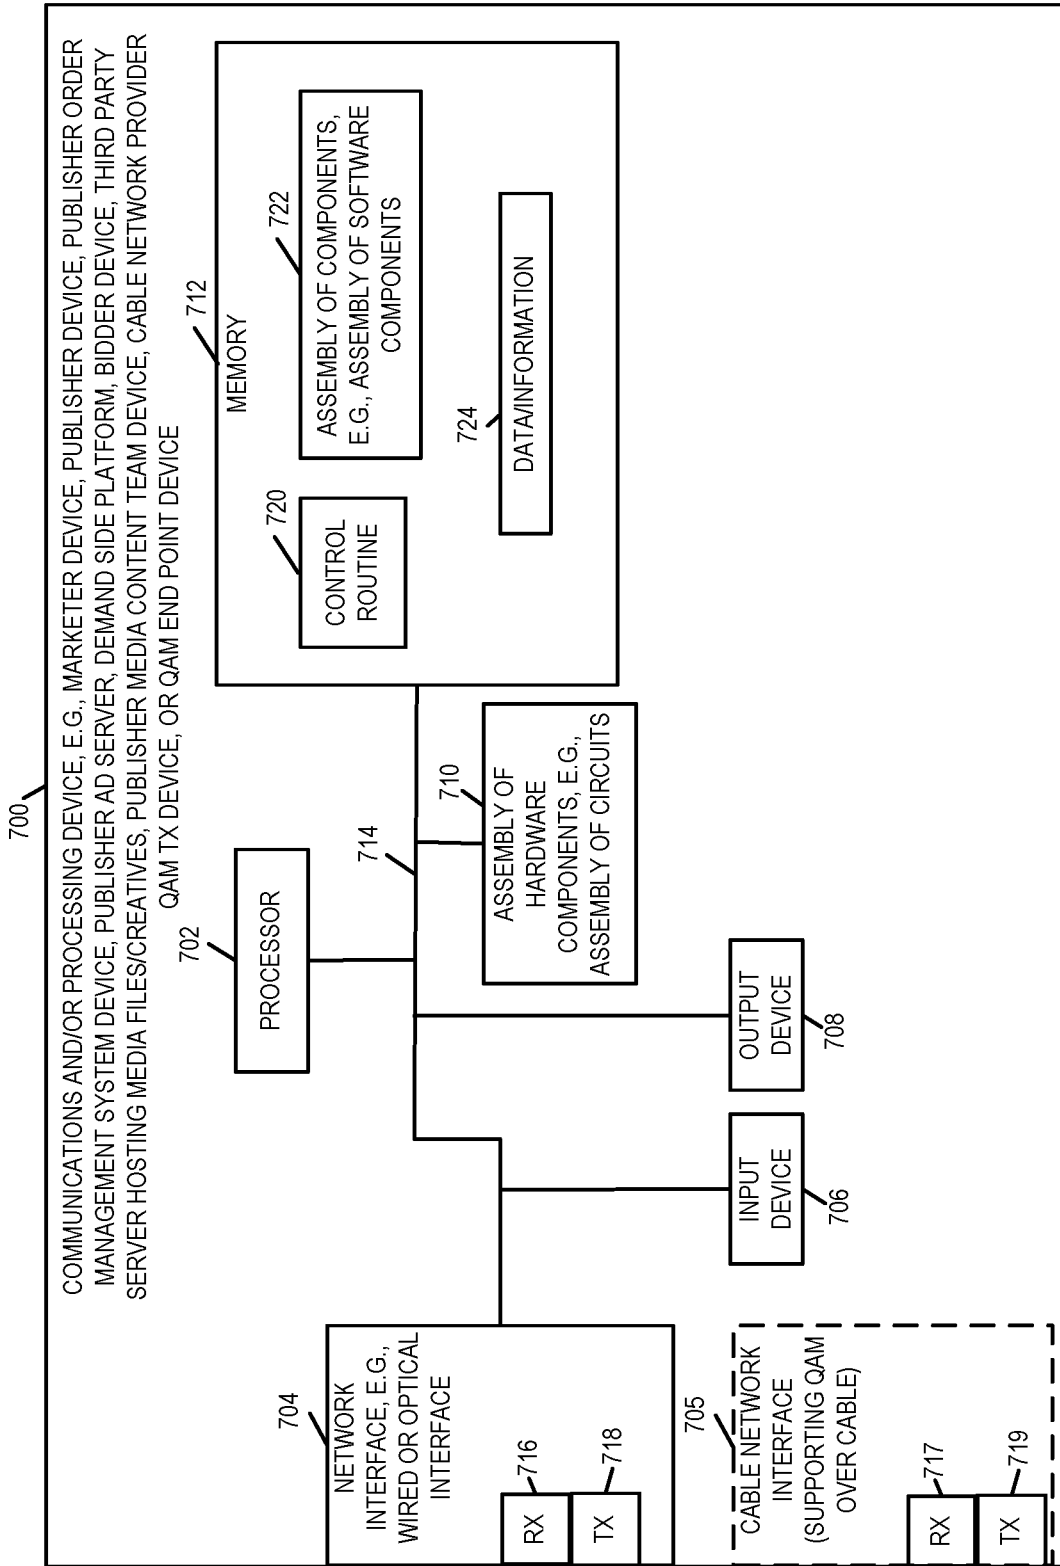 700
COMMUNICATIONS AND/OR PROCESSING DEVICE, E.G., MARKETER DEVICE, PUBLISHER DEVICE, PUBLISHER ORDER
MANAGEMENT SYSTEM DEVICE, PUBLISHER AD SERVER, DEMAND SIDE PLATFORM, BIDDER DEVICE, THIRD PARTY
SERVER HOSTING MEDIA FILES/CREATIVES, PUBLISHER MEDIA CONTENT TEAM DEVICE, CABLE NETWORK PROVIDER
QAM TX DEVICE, OR QAM END POINT DEVICE
704
NETWORK
INTERFACE, E.G.,
WIRED OR OPTICAL
INTERFACE
RX
716
TX
718
705
CABLE NETWORK
INTERFACE
(SUPPORTING QAM
OVER CABLE)
RX
717
TX
719
702
PROCESSOR
714
INPUT
DEVICE
706
OUTPUT
DEVICE
708
710
ASSEMBLY OF
HARDWARE
COMPONENTS, E.G.,
ASSEMBLY OF CIRCUITS
712
MEMORY
720
CONTROL
ROUTINE
722
ASSEMBLY OF COMPONENTS,
E.G., ASSEMBLY OF SOFTWARE
COMPONENTS
724
DATA/INFORMATION